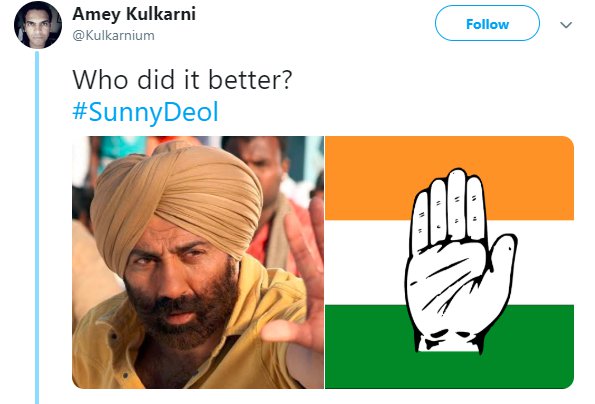 Amey Kulkarni
@Kulkarnium
Follow
Who did it better?
#SunnyDeol